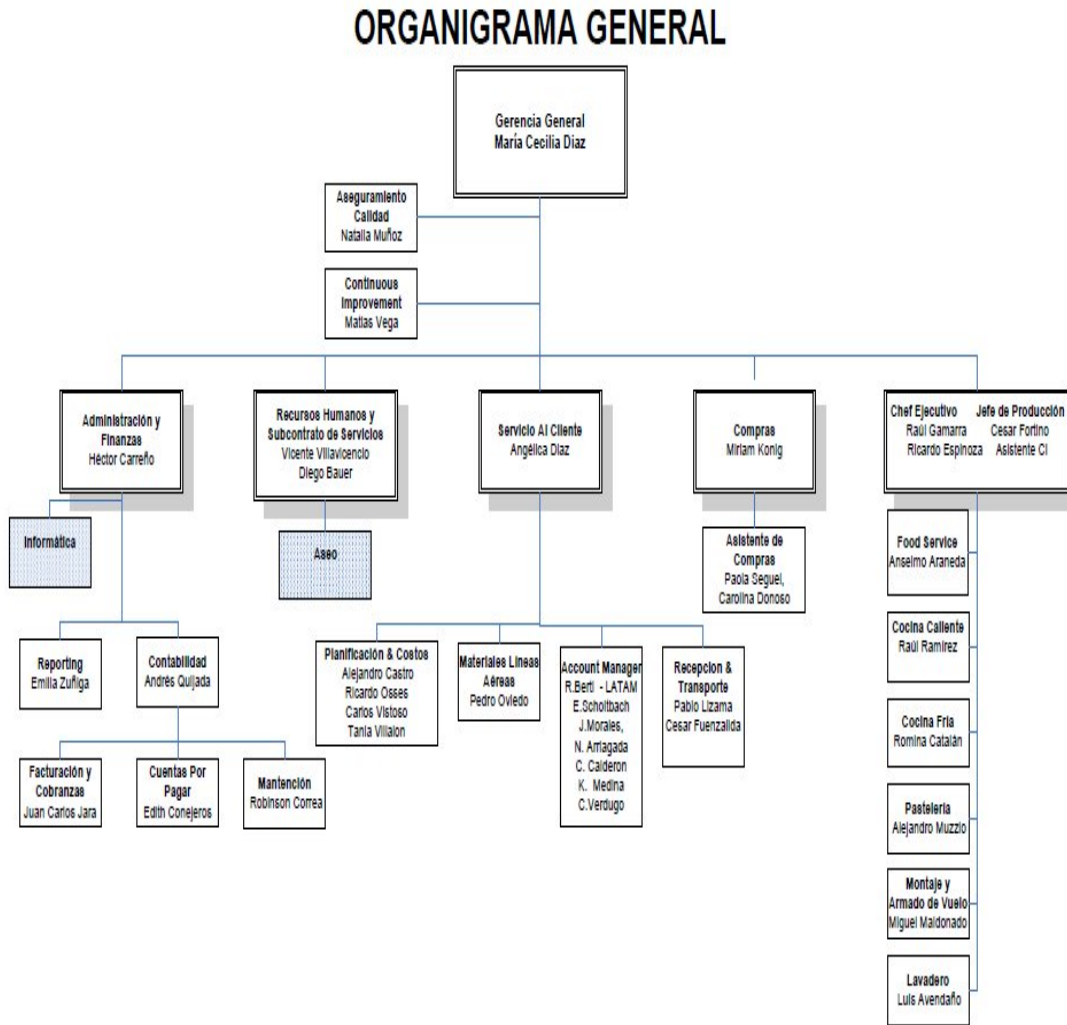 ORGANIGRAMA GENERAL
Gerencia General
María Cecilia Diaz
Aseguramiento
Calidad
Natalia Muñoz
Continuous
Improvement
Matias Vega
Administración y
Finanzas
Héctor Carreño
Recursos Humanos y
Subcontrato de Servicios
Vicente Villavicencio
Diego Bauer
Servicio Al Cliente
Angélica Diaz
Compras
Miriam Konig
Chef Ejecutivo Jefe de Producción
Raúl Gamarra Cesar Fortino
Ricardo Espinoza Asistente CI
Informática
Aseo
Asistente de
Compras
Paola Seguel,
Carolina Donoso
Food Service
Anselmo Araneda
Cocina Caliente
Raúl Ramirez
Cocina Fria
Romina Catalán
Pasteleria
Alejandro Muzzio
Montaje y
Armado de Vuelo
Miguel Maldonado
Lavadero
Luis Avendaño
Reporting
Emilia Zuñiga
Contabilidad
Andrés Quijada
Planificación & Costos
Alejandro Castro
Ricardo Osses
Carlos Vistoso
Tania Villalon
Materiales Lineas
Aéreas
Pedro Oviedo
Account Manager
R.Berti - LATAM
E.Scholtbach
J.Morales,
N. Arriagada
C. Calderon
K. Medina
C.Verdugo
Recepcion &
Transporte
Pablo Lizama
Cesar Fuenzalida
Facturación y
Cobranzas
Juan Carlos Jara
Cuentas Por
Pagar
Edith Conejeros
Mantención
Robinson Correa